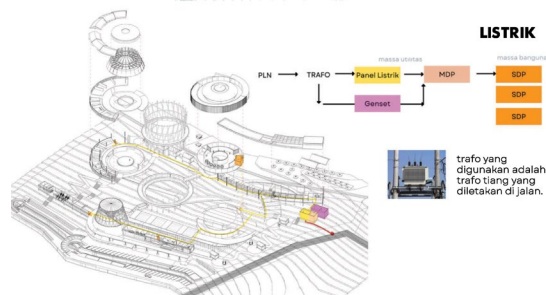 LISTRIK
massa utilitas
massa bangunan
PLN
TRAFO
Panel Listrik
MDP
SDP
Genset
SDP
SDP
trafo yang
digunakan adalah
trafo tiang yang
diletakan di jalan.